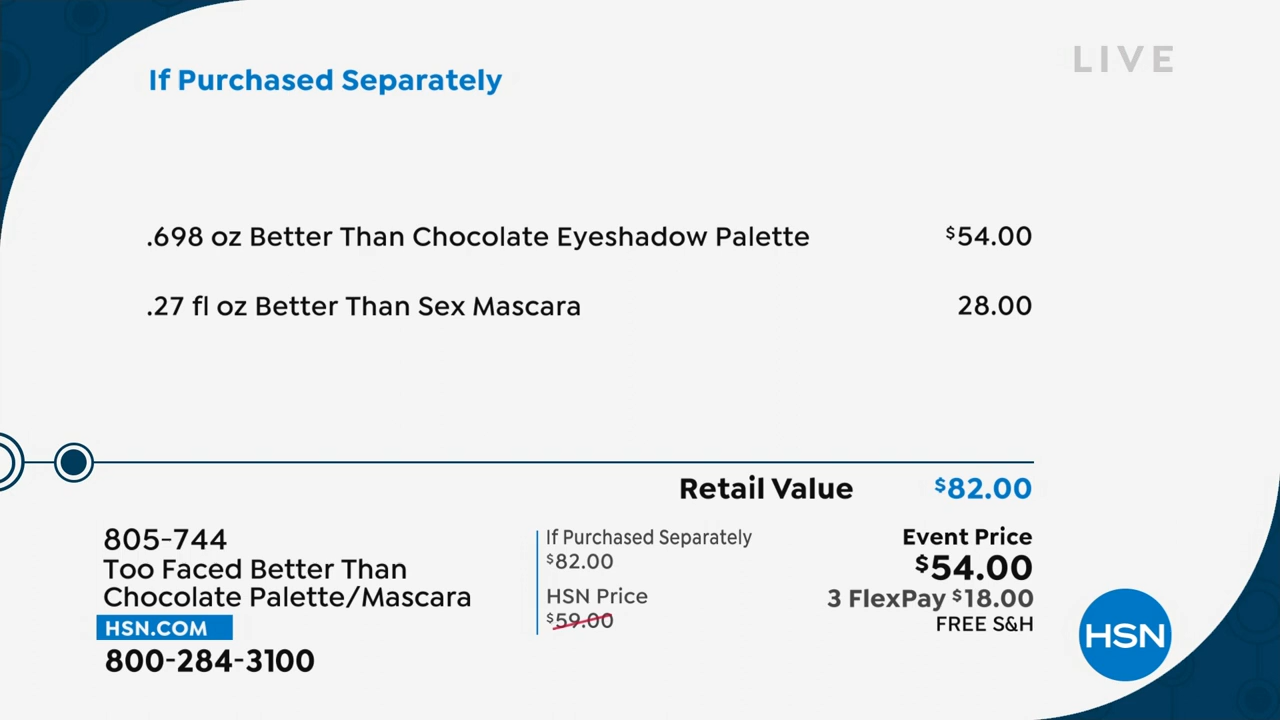 LIVE
If Purchased Separately
.698 oz Better Than Chocolate Eyeshadow Palette $54.00
.27 fl oz Better Than Sex Mascara 28.00
Retail Value $82.00
805-744
Too Faced Better Than
Chocolate Palette/Mascara
HSN.COM
800-284-3100
If Purchased Separately
$82.00
HSN Price
$59.00
Event Price
$54.00
3 FlexPay $18.00
FREE S&H
HSN